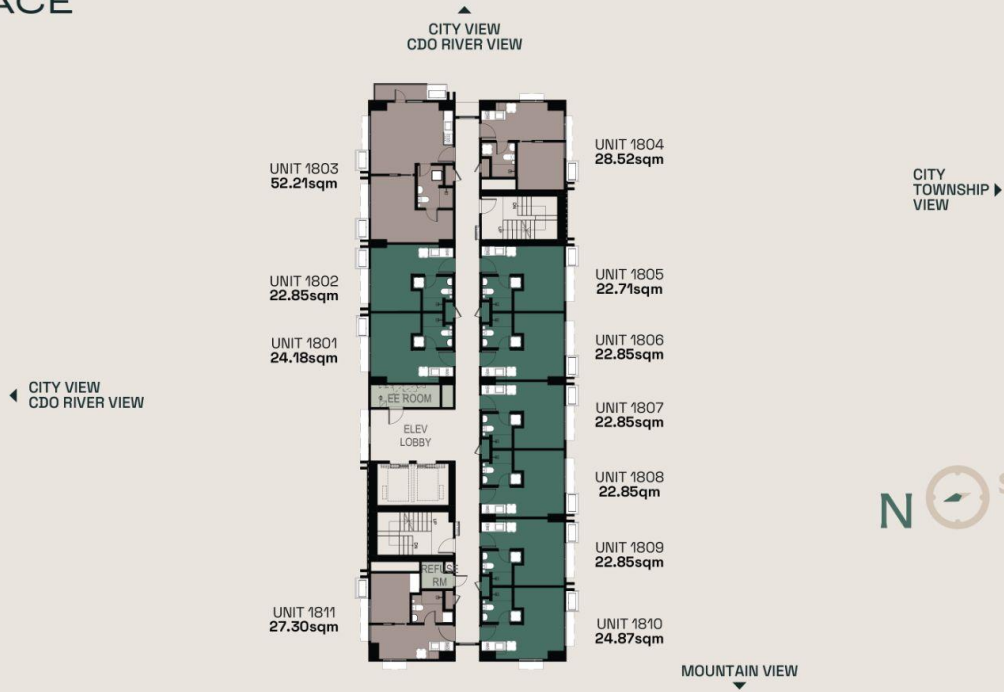 ACE
CITY VIEW
CDO RIVER VIEW
UNIT 1803
52.21sqm
UNIT 1804
28.52sqm
CITY
TOWNSHIP
VIEW
UNIT 1802
22.85sqm
UNIT 1805
22.71sqm
UNIT 1801
24.18sqm
UNIT 1806
22.85sqm
CITY VIEW
CDO RIVER VIEW
EE ROOM
ELEV
LOBBY
UNIT 1807
22.85sqm
UNIT 1808
22.85qm
N
S
UNIT 1809
22.85sqm
REFUSE
RM
UNIT 1811
27.30sqm
UNIT 1810
24.87sqm
MOUNTAIN VIEW